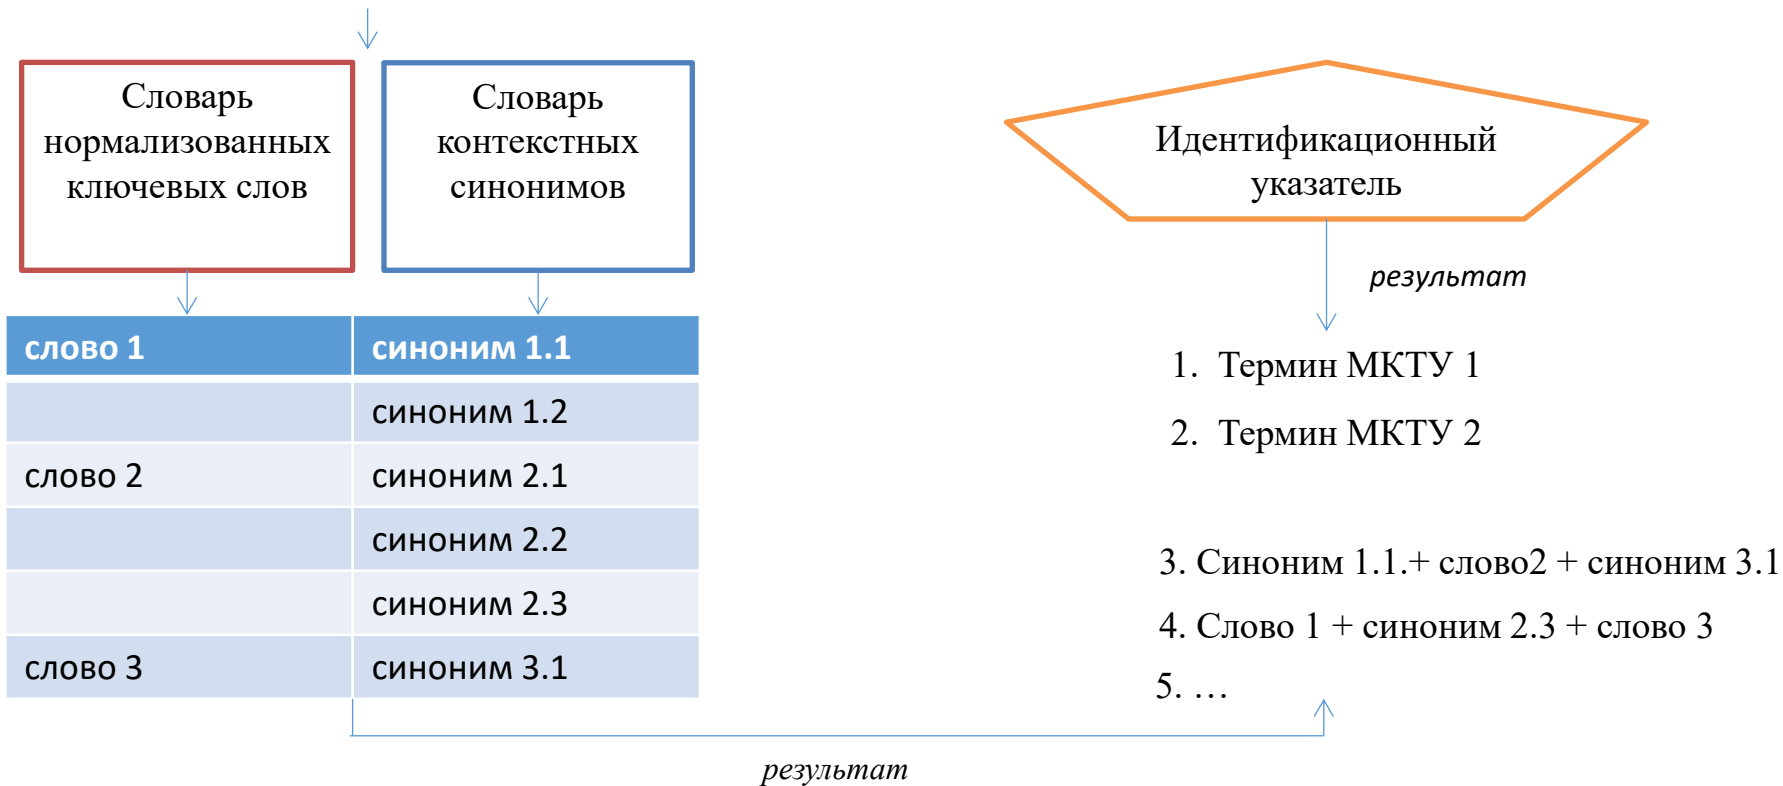 Словарь
нормализованных
ключевых слов
Словарь
контекстных
синонимов
Идентификационный
указатель
результат
слово 1
синоним 1.1
синоним 1.2
слово 2
синоним 2.1
синоним 2.2
синоним 2.3
слово 3
синоним 3.1
1. Термин МКТУ 1
2. Термин МКТУ 2
3. Синоним 1.1.+ слово2 + синоним 3.1
4. Слово 1 + синоним 2.3 + слово 3
5. …
результат